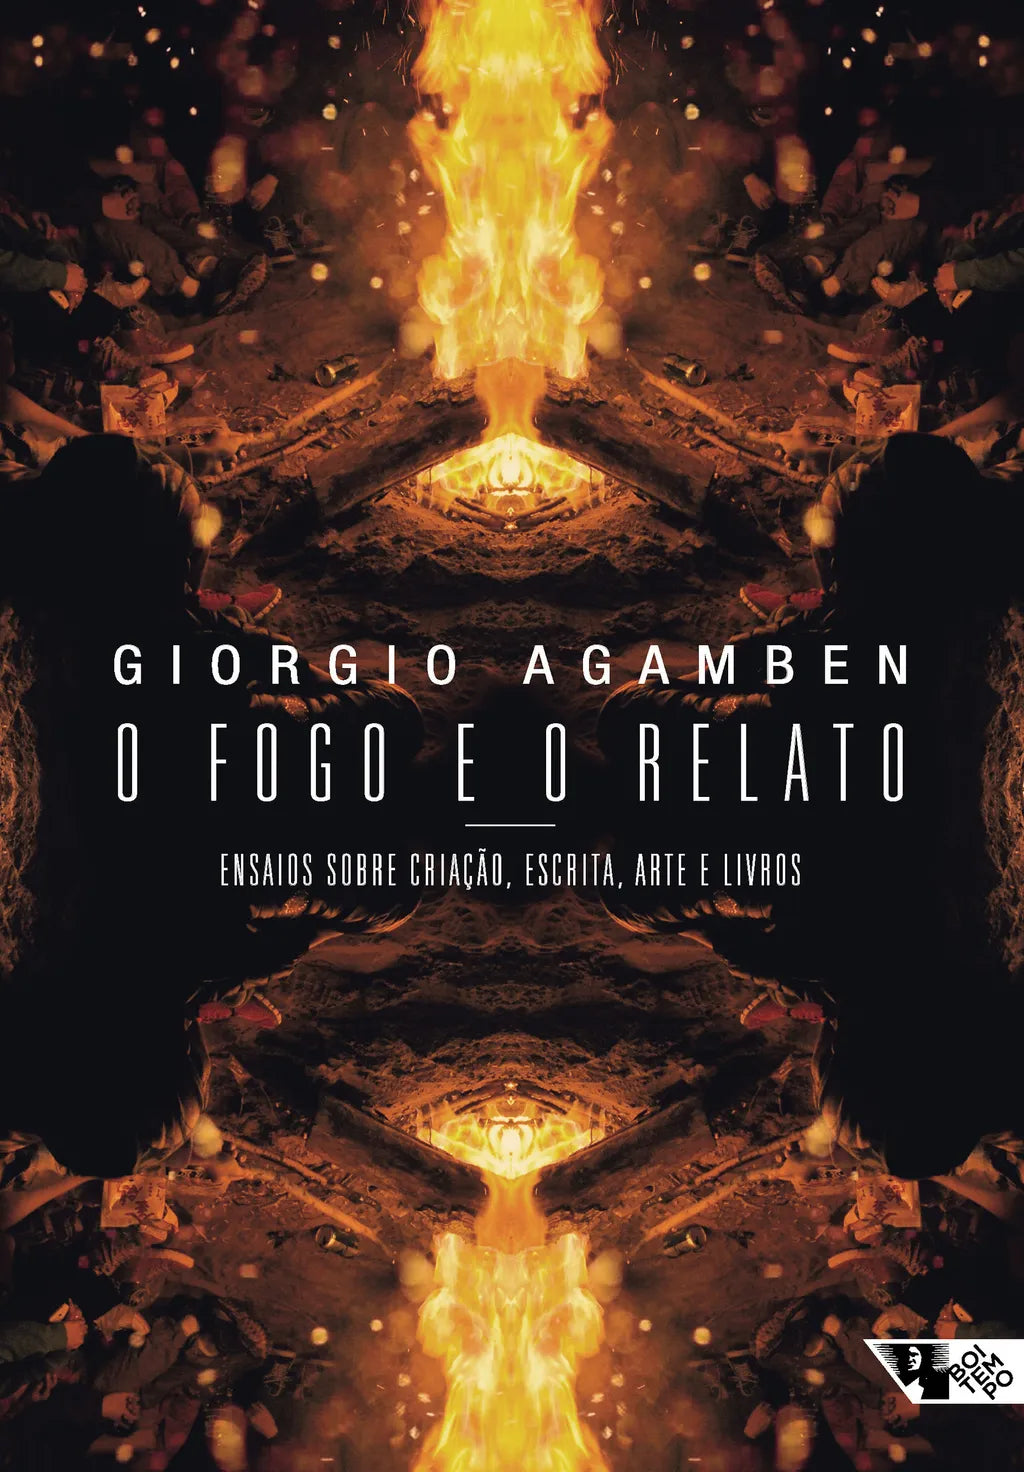 GIORGIO AGAMBEN
O FOGO E O RELATO
ENSAIOS SOBRE CRIAÇÃO, ESCRITA, ARTE E LIVROS
BOI
TEM
PO